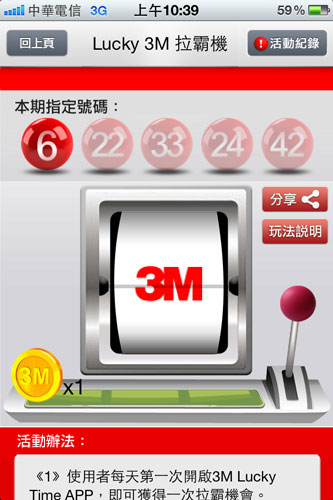 中華電信 3G 上午10:39 59%
回上頁 Lucky 3M 拉霸機 活動紀錄
本期指定號碼：
6 22 33 24 42
分享
玩法說明
3M
3M x1
活動辦法：
《1》使用者每天第一次開啟3M Lucky
Time APP，即可獲得一次拉霸機會。